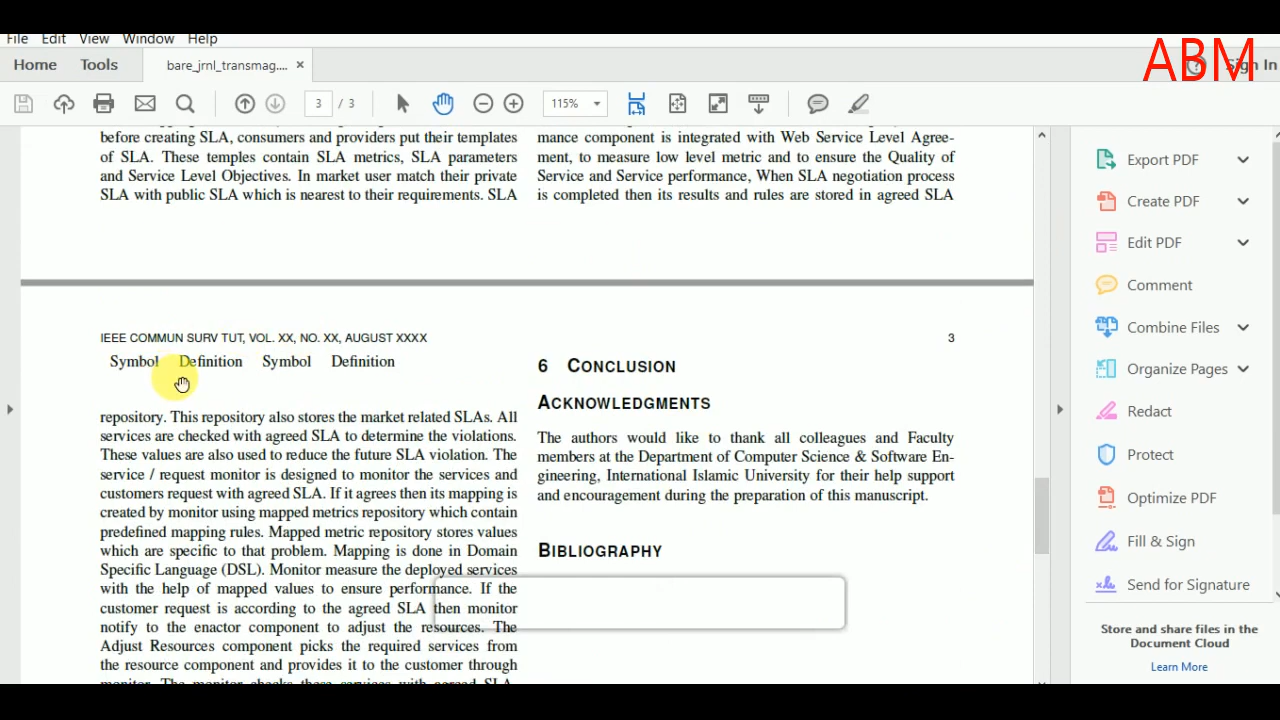 File Edit View Window Help
ABM
Home Tools bare_jrnl_transmag.... × Sign In
3 / 3 115%
before creating SLA, consumers and providers put their templates
of SLA. These temples contain SLA metrics, SLA parameters
and Service Level Objectives. In market user match their private
SLA with public SLA which is nearest to their requirements. SLA
mance component is integrated with Web Service Level Agree-
ment, to measure low level metric and to ensure the Quality of
Service and Service performance, When SLA negotiation process
is completed then its results and rules are stored in agreed SLA
IEEE COMMUN SURV TUT, VOL. XX, NO. XX, AUGUST XXXX 3
Symbol Definition Symbol Definition
repository. This repository also stores the market related SLAs. All
services are checked with agreed SLA to determine the violations.
These values are also used to reduce the future SLA violation. The
service / request monitor is designed to monitor the services and
customers request with agreed SLA. If it agrees then its mapping is
created by monitor using mapped metrics repository which contain
predefined mapping rules. Mapped metric repository stores values
which are specific to that problem. Mapping is done in Domain
Specific Language (DSL). Monitor measure the deployed services
with the help of mapped values to ensure performance. If the
customer request is according to the agreed SLA then monitor
notify to the enactor component to adjust the resources. The
Adjust Resources component picks the required services from
the resource component and provides it to the customer through
monitor. The monitor checks these services with agreed SLA
6 CONCLUSION
ACKNOWLEDGMENTS
The authors would like to thank all colleagues and Faculty
members at the Department of Computer Science & Software En-
gineering, International Islamic University for their help support
and encouragement during the preparation of this manuscript.
BIBLIOGRAPHY
Export PDF
Create PDF
Edit PDF
Comment
Combine Files
Organize Pages
Redact
Protect
Optimize PDF
Fill & Sign
Send for Signature
Store and share files in the
Document Cloud
Learn More